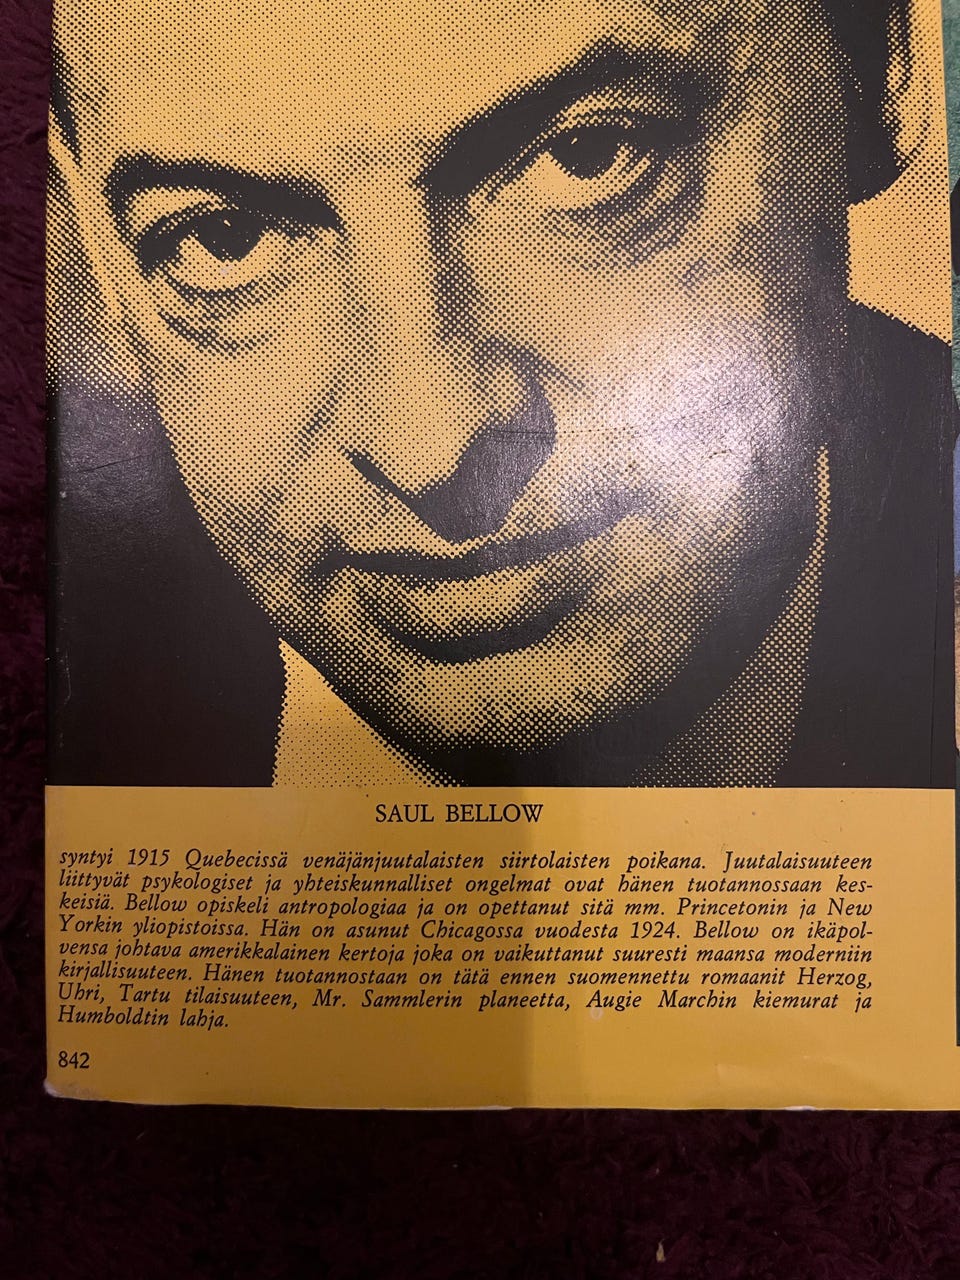 SAUL BELLOW
syntyi 1915 Quebecissä venäjänjuutalaisten siirtolaisten poikana. Juutalaisuuteen
liittyvät psykologiset ja yhteiskunnalliset ongelmat ovat hänen tuotannossaan kes-
keisiä. Bellow opiskeli antropologiaa ja on opettanut sitä mm. Princetonin ja New
Yorkin yliopistoissa. Hän on asunut Chicagossa vuodesta 1924. Bellow on ikäpol-
vensa johtava amerikkalainen kertoja joka on vaikuttanut suuresti maansa moderniin
kirjallisuuteen. Hänen tuotannostaan on tätä ennen suomennettu romaanit Herzog,
Uhri, Tartu tilaisuuteen, Mr. Sammlerin planeetta, Augie Marchin kiemurat ja
Humboldtin lahja.
842